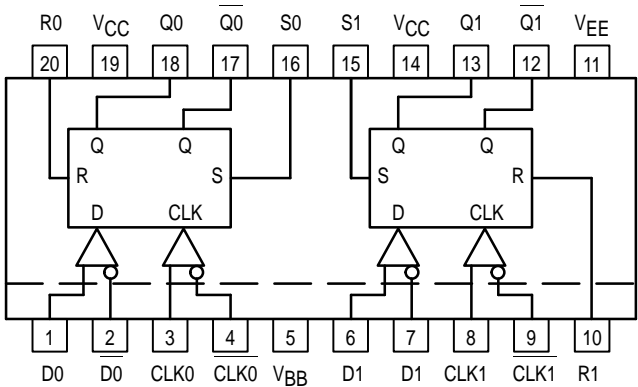 R0 VCC Q0 Q0 S0 S1 VCC Q1 Q1 VEE
20 19 18 17 16 15 14 13 12 11
Q Q Q Q
R S S R
D CLK D CLK
1 2 3 4 5 6 7 8 9 10
D0 D0 CLK0 CLK0 VBB D1 D1 CLK1 CLK1 R1